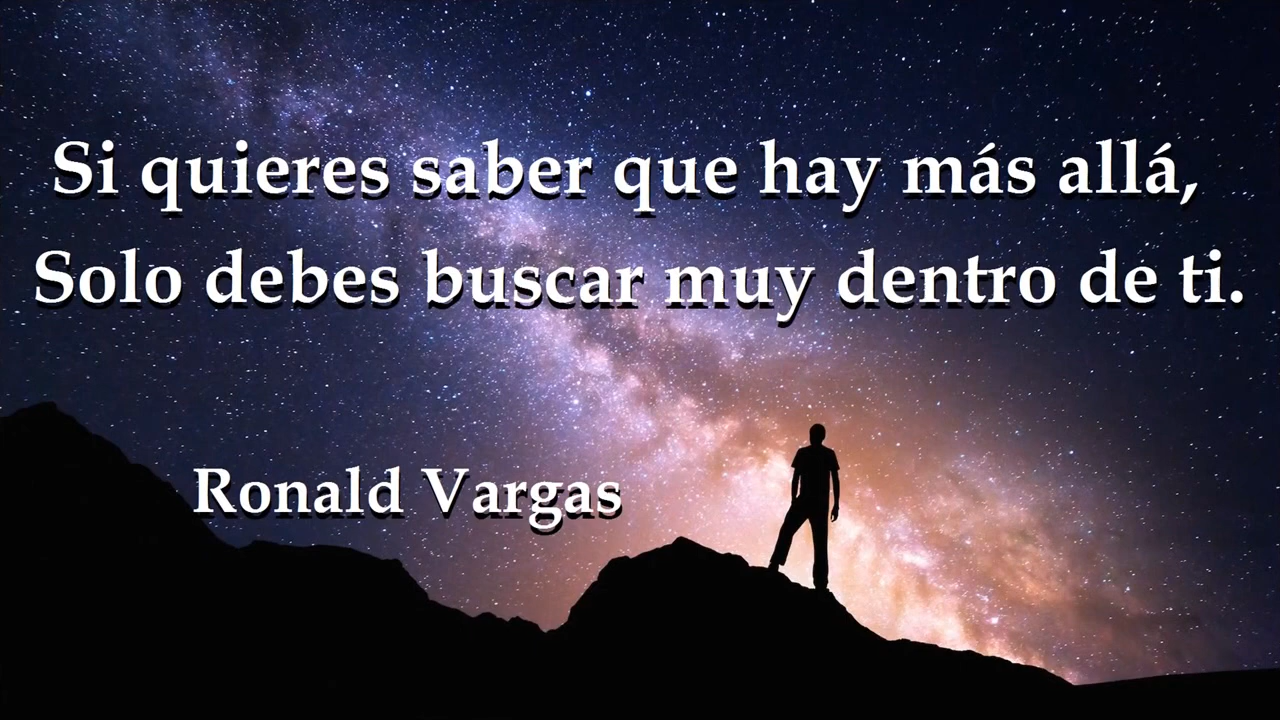 Si quieres saber que hay más allá,
Solo debes buscar muy dentro de ti.
Ronald Vargas